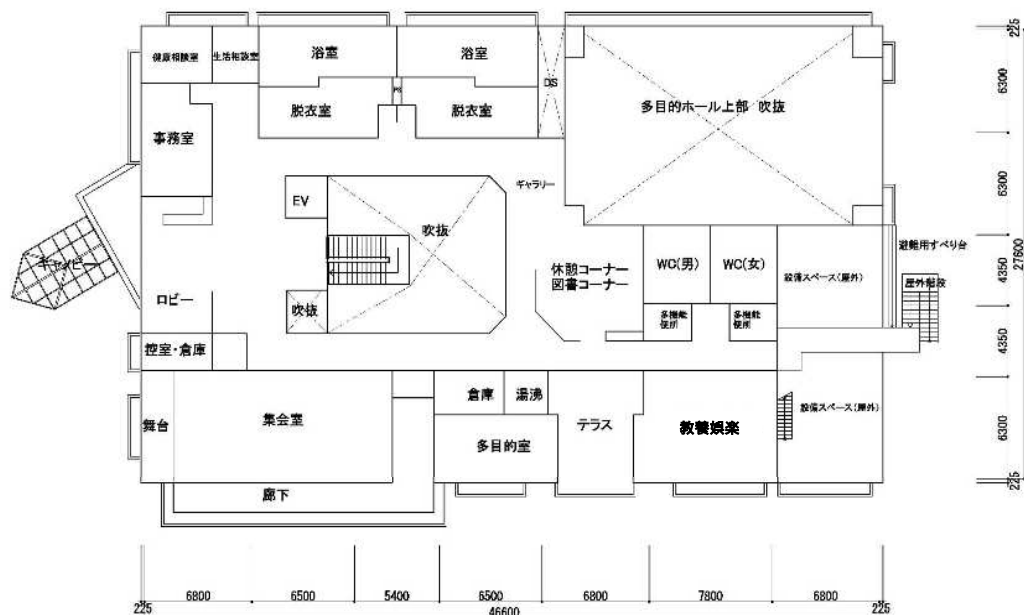 健康相談室
生活相談室
浴室
浴室
DS
PS
脱衣室
脱衣室
多目的ホール上部 吹抜
事務室
ギャラリー
EV
吹抜
休憩コーナー
図書コーナー
WC(男)
WC(女)
設備スペース(屋外)
避難用すべり台
屋外階段
キャノピー
ロビー
吹抜
多機能
便所
多機能
便所
控室・倉庫
舞台
集会室
倉庫
湯沸
多目的室
テラス
教養娯楽
設備スペース(屋外)
廊下
225
6300
6300
4350
4350
6300
225
27600
225
6800
6500
5400
6500
6800
7800
6800
225
46600